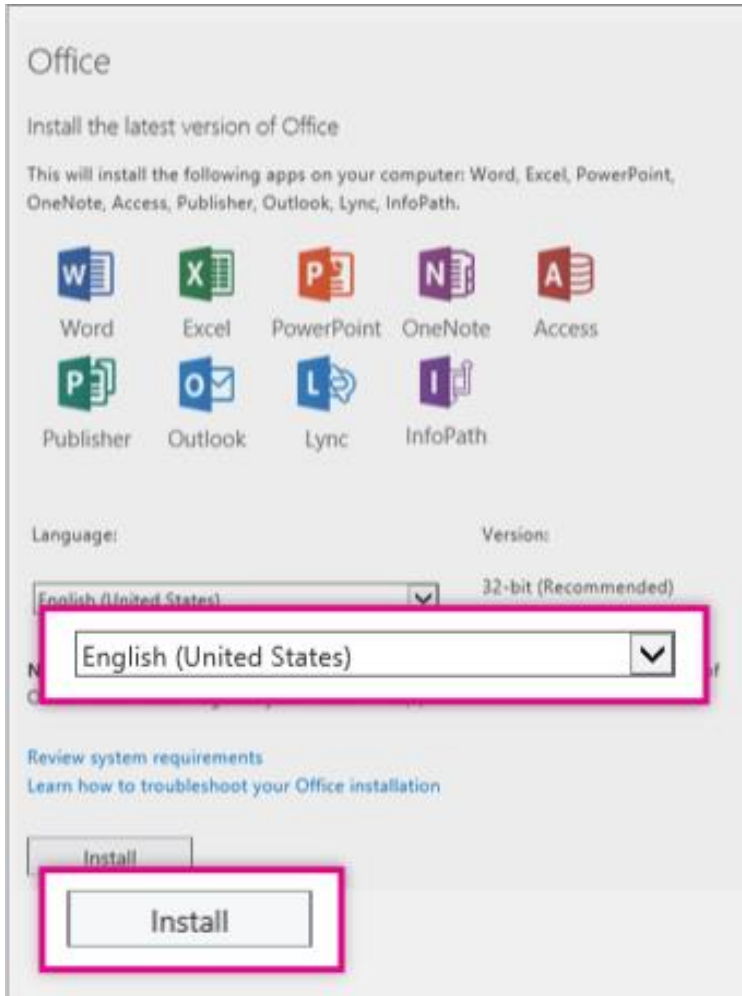 Office
Install the latest version of Office
This will install the following apps on your computer: Word, Excel, PowerPoint,
OneNote, Access, Publisher, Outlook, Lync, InfoPath.
W X P N A
Word Excel PowerPoint OneNote Access
P O L I
Publisher Outlook Lync InfoPath
Language: Version:
English (United States) 32-bit (Recommended)
English (United States)
N of
Review system requirements
Learn how to troubleshoot your Office installation
Install
Install